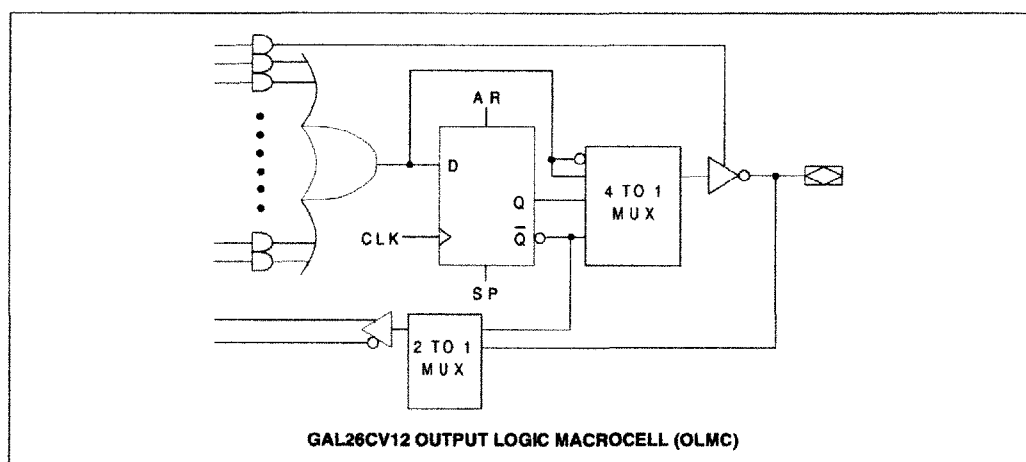 AR
D
4 TO 1
MUX
Q
CLK
Q̅
SP
2 TO 1
MUX
GAL26CV12 OUTPUT LOGIC MACROCELL (OLMC)